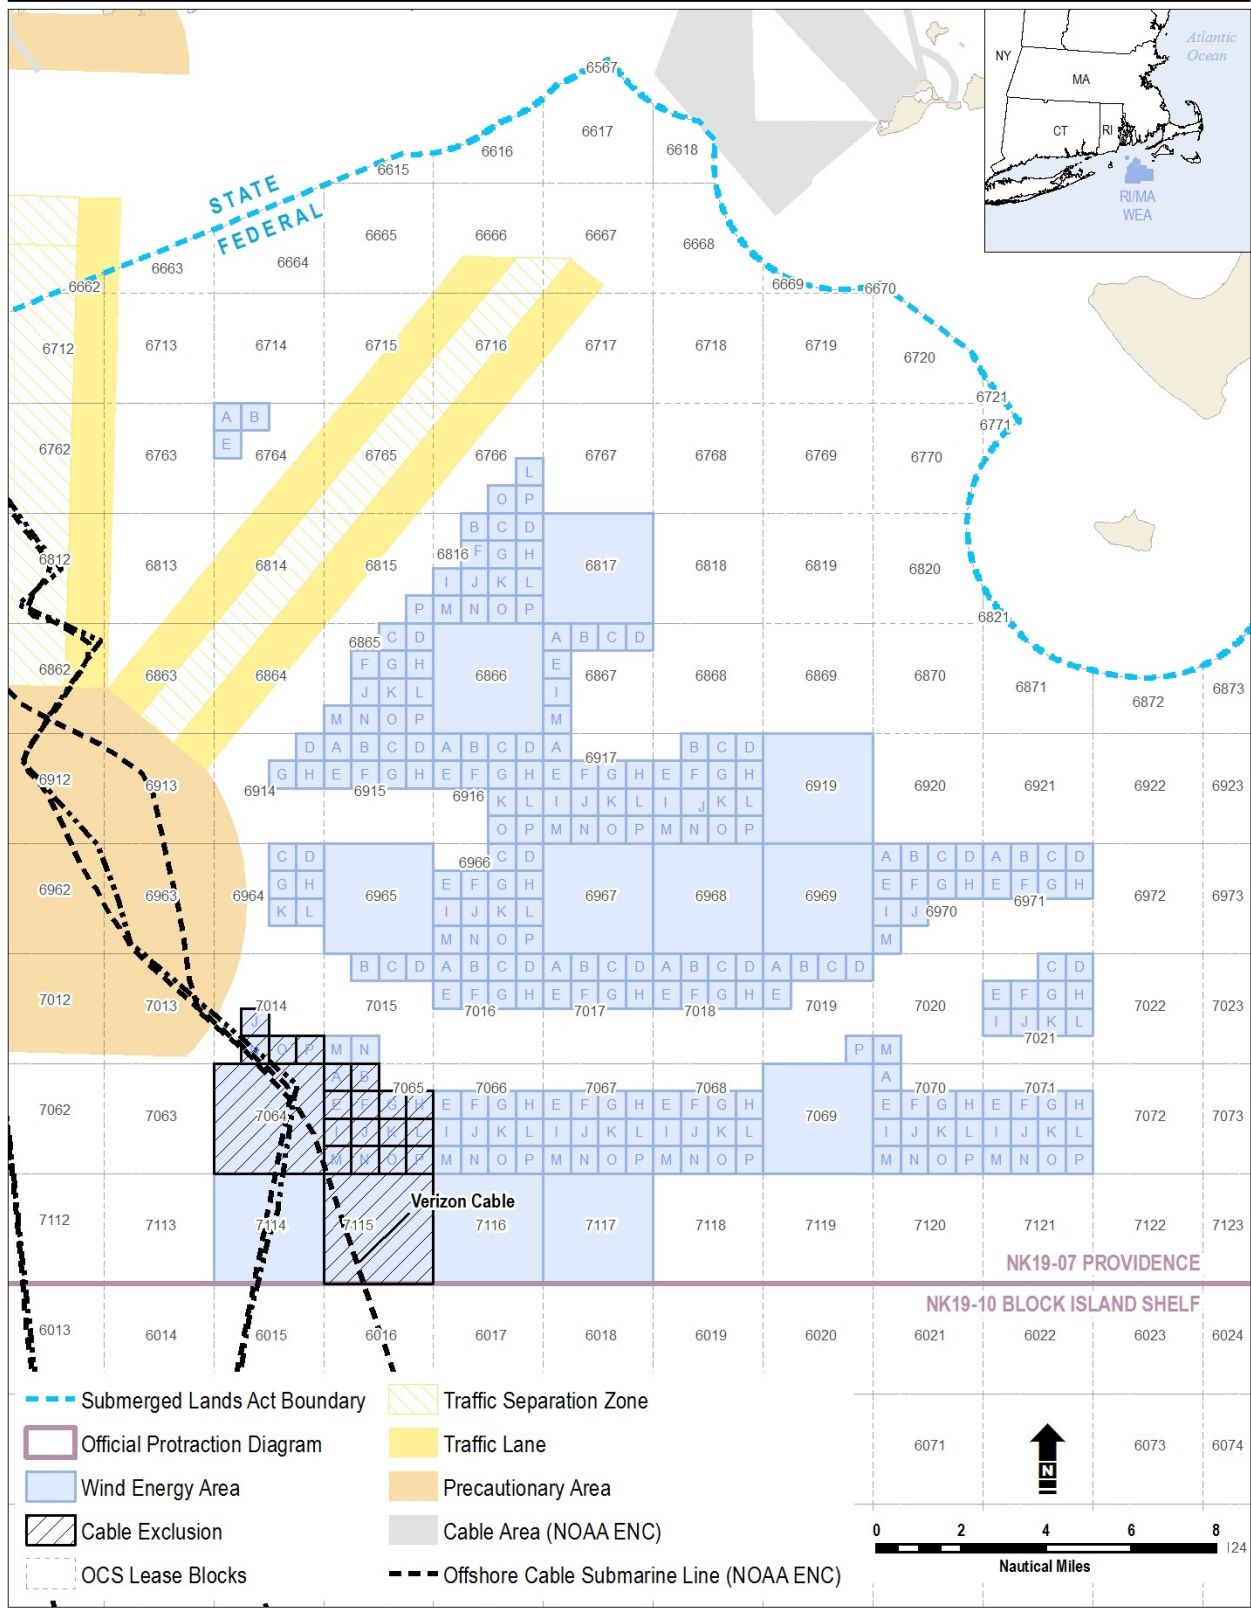 6567
6617
6616
6618
6615
STATE
FEDERAL
6665 6666 6667 6668
6663 6664
6662 6669 6670
6712 6713 6714 6715 6716 6717 6718 6719 6720
6721
A B
6771
E
6762 6763 6764 6765 6766 6767 6768 6769 6770
L
O P
B C D
6816 F G H
6812 6813 6814 6815 6817 6818 6819 6820
I J K L
P M N O P
6821
6865 C D A B C D
F G H E
6862 6863 6864 6866 6867 6868 6869 6870 6871 6872 6873
J K L I
M N O P M
D A B C D A B C D A 6917 B C D
G H E F G H E F G H E F G H E F G H
6912 6913 6914 6915 6916 6919 6920 6921 6922 6923
K L I J K L I J K L
O P M N O P M N O P
C D 6966 C D A B C D A B C D
G H E F G H E F G H E F G H
6962 6963 6964 6965 6967 6968 6969 6971 6972 6973
K L I J K L I J 6970
M N O P M
B C D A B C D A B C D A B C D A B C D C D
E F G H E F G H E F G H E E F G H
7012 7013 7014 7015 7016 7017 7018 7019 7020 7022 7023
J I J K L
7021
N O P M N P M
A B 7065 7066 7067 7068 A 7070 7071
E F G H E F G H E F G H E F G H E F G H E F G H
7062 7063 7064 7069 7072 7073
I J K L I J K L I J K L I J K L I J K L I J K L
M N O P M N O P M N O P M N O P M N O P M N O P
Verizon Cable
7112 7113 7114 7115 7116 7117 7118 7119 7120 7121 7122 7123
NK19-07 PROVIDENCE
NK19-10 BLOCK ISLAND SHELF
6013 6014 6015 6016 6017 6018 6019 6020 6021 6022 6023 6024
6071 6073 6074
Submerged Lands Act Boundary
Official Protraction Diagram
Wind Energy Area
Cable Exclusion
OCS Lease Blocks
Traffic Separation Zone
Traffic Lane
Precautionary Area
Cable Area (NOAA ENC)
Offshore Cable Submarine Line (NOAA ENC)
N
0 2 4 6 8
Nautical Miles
24
Atlantic
Ocean
NY
MA
CT
RI
RI/MA
WEA